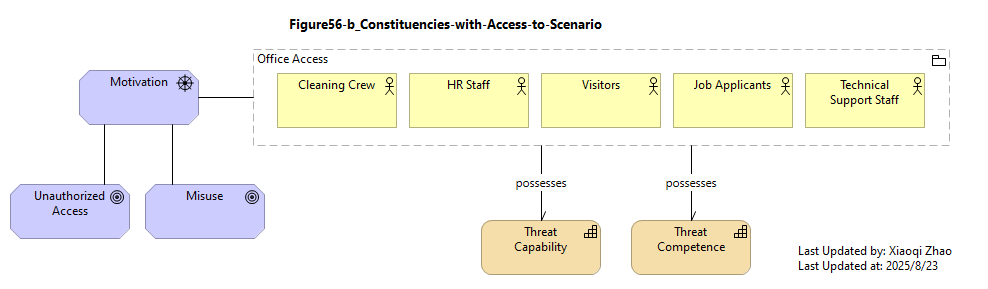 Figure56-b_Constituencies-with-Access-to-Scenario
Office Access
Motivation
Cleaning Crew
HR Staff
Visitors
Job Applicants
Technical
Support Staff
Unauthorized
Access
Misuse
possesses
possesses
Threat
Capability
Threat
Competence
Last Updated by: Xiaoqi Zhao
Last Updated at: 2025/8/23